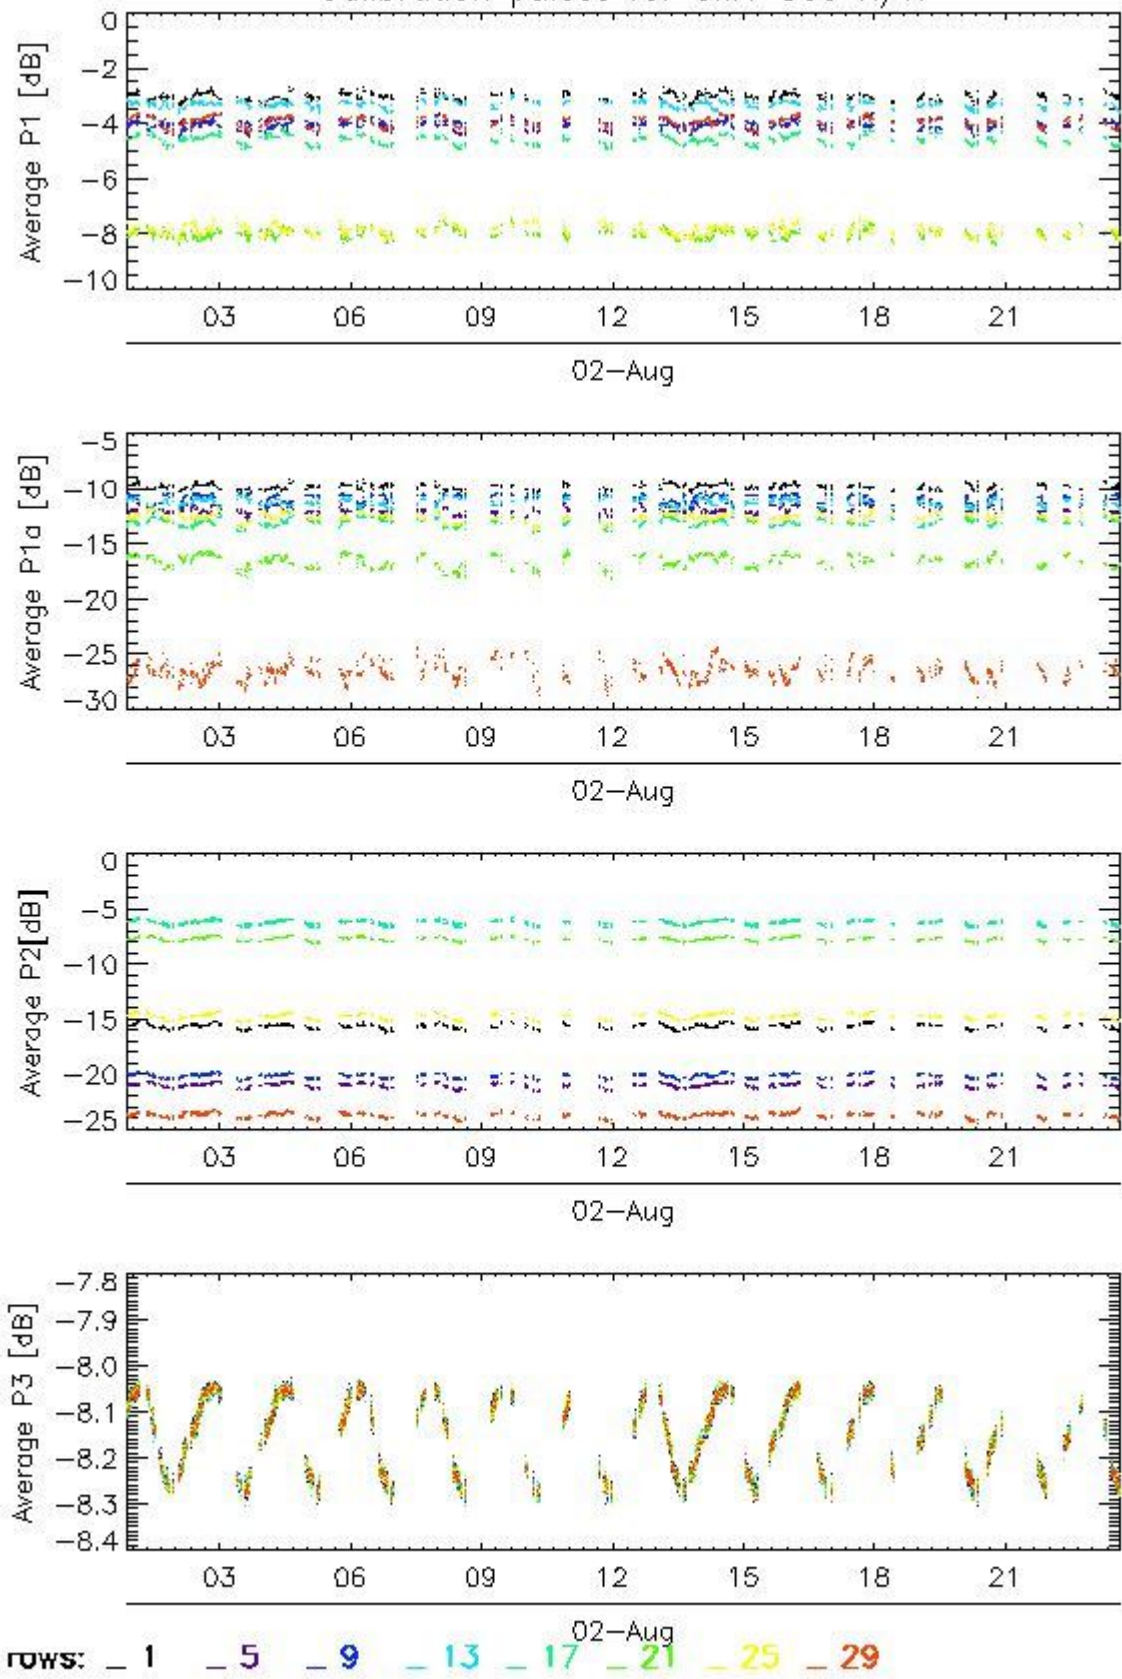 Average P1 [dB]
0
−2
−4
−6
−8
−10
03 06 09 12 15 18 21
02−Aug
Average P1a [dB]
−5
−10
−15
−20
−25
−30
03 06 09 12 15 18 21
02−Aug
Average P2[dB]
0
−5
−10
−15
−20
−25
03 06 09 12 15 18 21
02−Aug
Average P3 [dB]
−7.8
−7.9
−8.0
−8.1
−8.2
−8.3
−8.4
03 06 09 12 15 18 21
02−Aug
rows: _ 1 _ 5 _ 9 _ 13 _ 17 _ 21 _ 25 _ 29